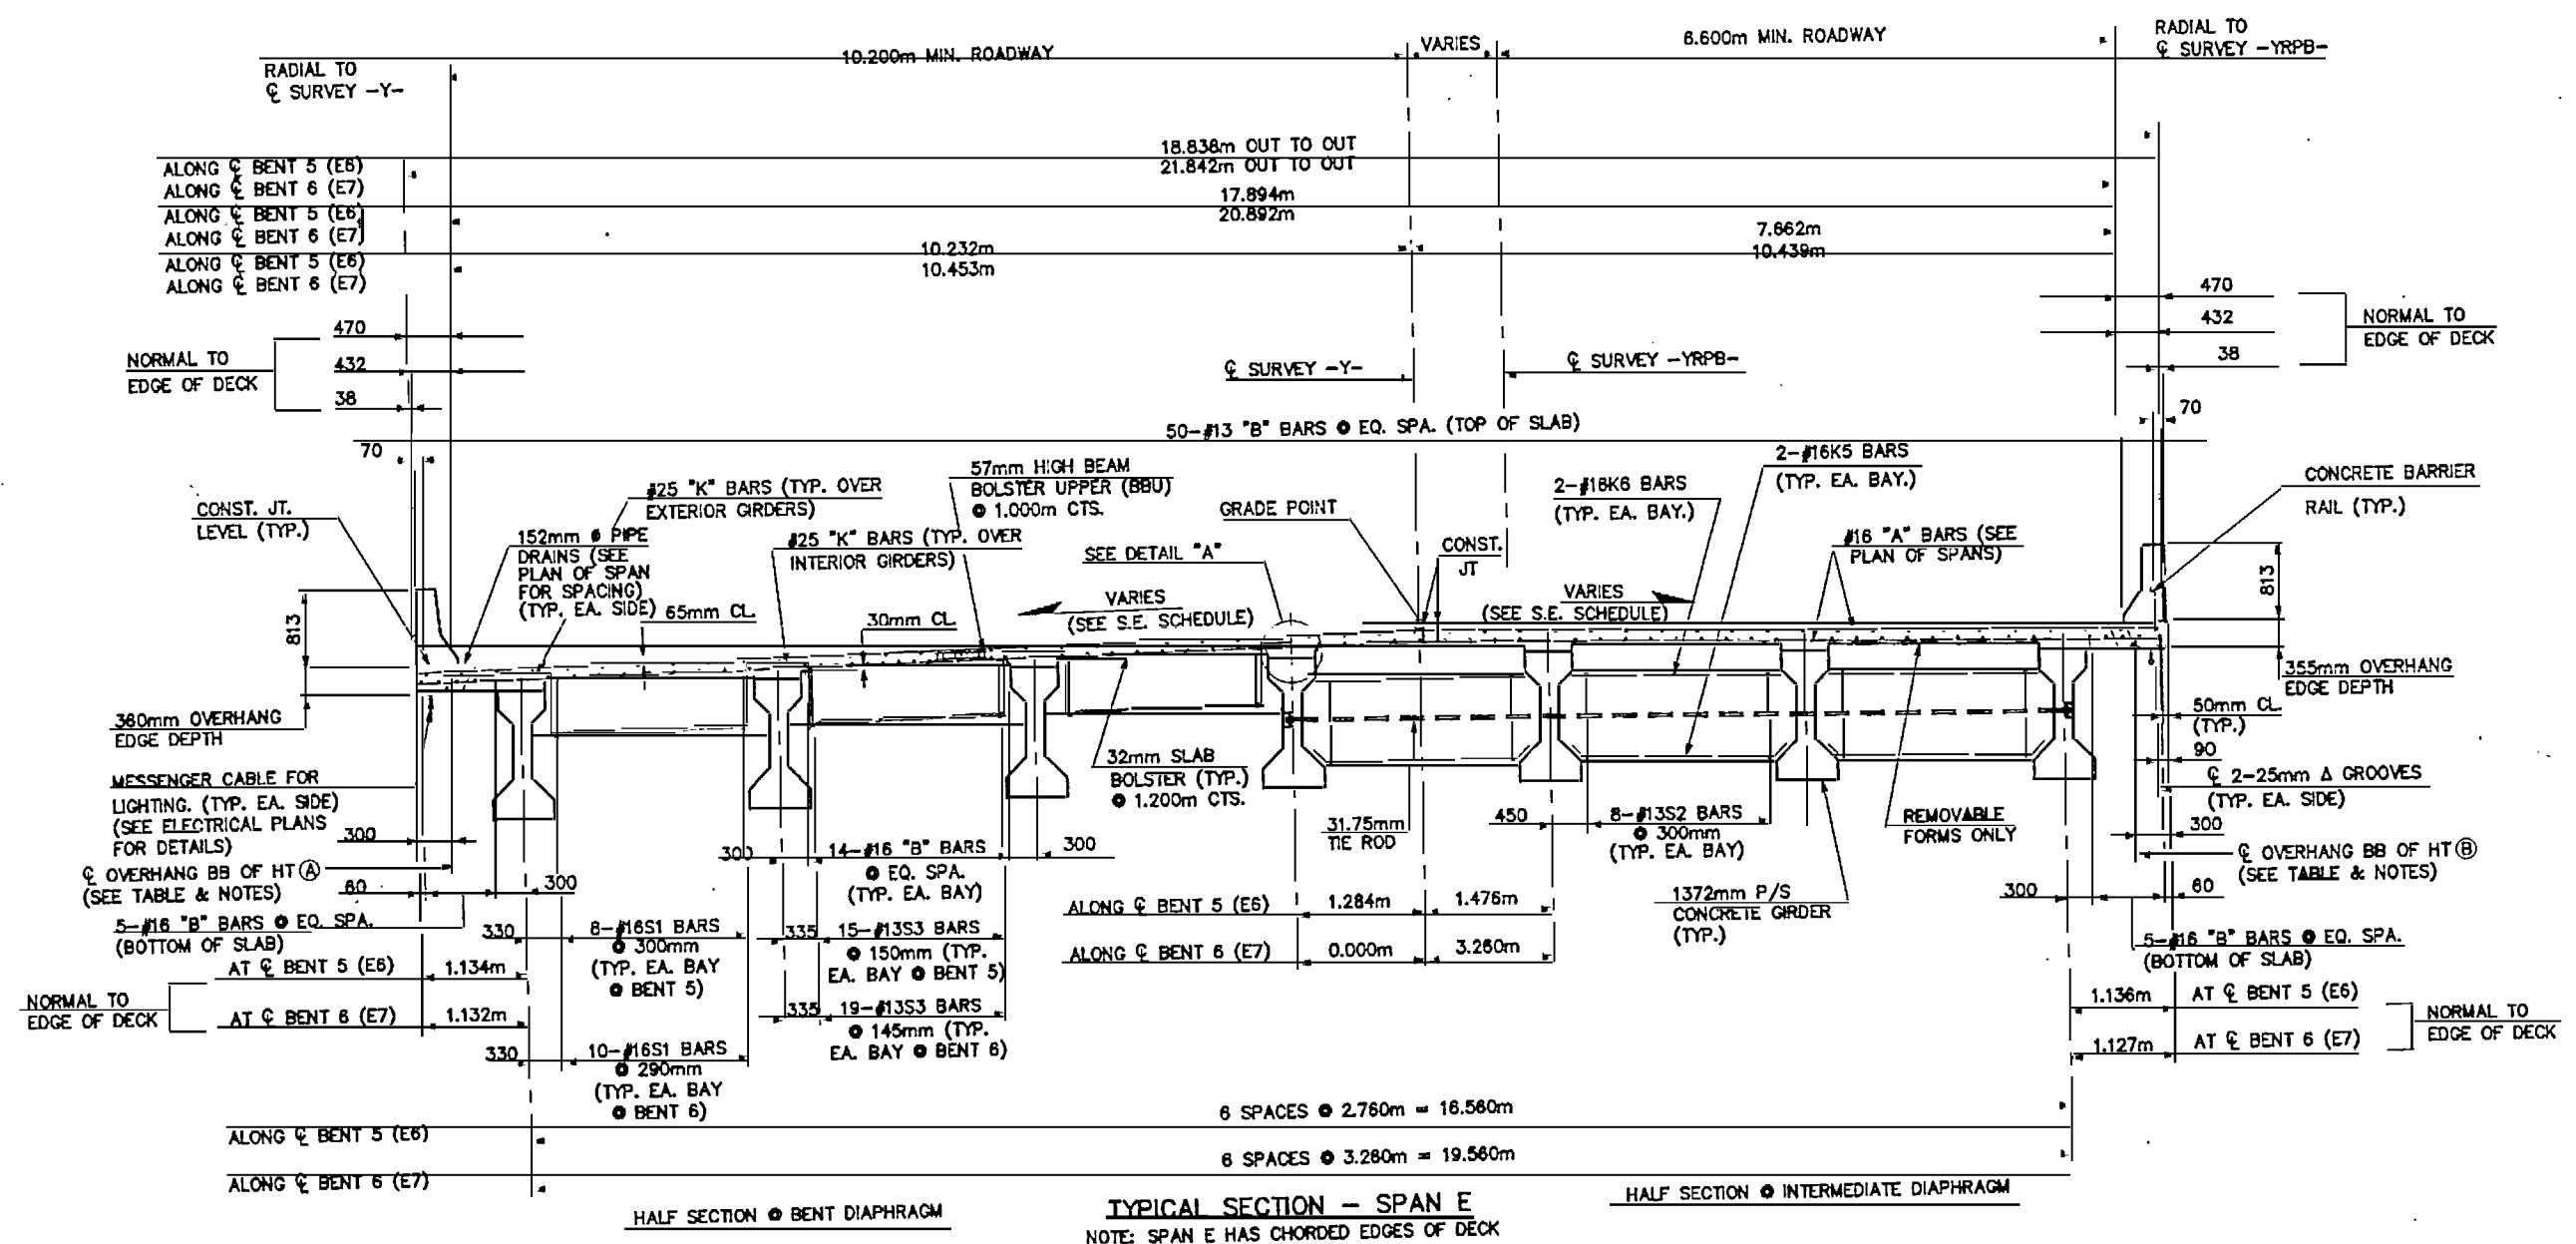 10.200m MIN. ROADWAY
VARIES
6.600m MIN. ROADWAY
RADIAL TO
℄ SURVEY -YRPB-
RADIAL TO
℄ SURVEY -Y-
18.838m OUT TO OUT
21.842m OUT TO OUT
ALONG ℄ BENT 5 (E6)
ALONG ℄ BENT 6 (E7)
17.894m
20.892m
ALONG ℄ BENT 5 (E6)
ALONG ℄ BENT 6 (E7)
10.232m
10.453m
7.662m
10.439m
ALONG ℄ BENT 5 (E6)
ALONG ℄ BENT 6 (E7)
470
432
38
NORMAL TO
EDGE OF DECK
470
432
38
NORMAL TO
EDGE OF DECK
℄ SURVEY -Y-
℄ SURVEY -YRPB-
70
50-#13 "B" BARS @ EQ. SPA. (TOP OF SLAB)
70
CONST. JT.
LEVEL (TYP.)
#25 "K" BARS (TYP. OVER
EXTERIOR GIRDERS)
57mm HIGH BEAM
BOLSTER UPPER (BBU)
@ 1.000m CTS.
152mm ø PIPE
DRAINS (SEE
PLAN OF SPAN
FOR SPACING)
(TYP. EA. SIDE)
#25 "K" BARS (TYP. OVER
INTERIOR GIRDERS)
GRADE POINT
SEE DETAIL "A"
CONST.
JT
2-#16K6 BARS
(TYP. EA. BAY.)
2-#16K5 BARS
(TYP. EA. BAY.)
#16 "A" BARS (SEE
PLAN OF SPANS)
CONCRETE BARRIER
RAIL (TYP.)
813
65mm CL.
30mm CL.
VARIES
(SEE S.E. SCHEDULE)
VARIES
(SEE S.E. SCHEDULE)
813
360mm OVERHANG
EDGE DEPTH
355mm OVERHANG
EDGE DEPTH
MESSENGER CABLE FOR
LIGHTING. (TYP. EA. SIDE)
(SEE ELECTRICAL PLANS
FOR DETAILS)
32mm SLAB
BOLSTER (TYP.)
@ 1.200m CTS.
50mm CL.
(TYP.)
90
℄ 2-25mm Δ GROOVES
(TYP. EA. SIDE)
300
℄ OVERHANG BB OF HT Ⓐ
(SEE TABLE & NOTES)
60
300
300
14-#16 "B" BARS
@ EQ. SPA.
(TYP. EA. BAY)
300
31.75mm
TIE ROD
450
8-#13S2 BARS
@ 300mm
(TYP. EA. BAY)
REMOVABLE
FORMS ONLY
300
℄ OVERHANG BB OF HT Ⓑ
(SEE TABLE & NOTES)
300
60
5-#16 "B" BARS @ EQ. SPA.
(BOTTOM OF SLAB)
330
8-#16S1 BARS
@ 300mm
(TYP. EA. BAY
@ BENT 5)
335
15-#13S3 BARS
@ 150mm (TYP.
EA. BAY @ BENT 5)
ALONG ℄ BENT 5 (E6)
1.284m
1.476m
ALONG ℄ BENT 6 (E7)
0.000m
3.260m
1372mm P/S
CONCRETE GIRDER
(TYP.)
5-#16 "B" BARS @ EQ. SPA.
(BOTTOM OF SLAB)
NORMAL TO
EDGE OF DECK
AT ℄ BENT 5 (E6)
1.134m
AT ℄ BENT 6 (E7)
1.132m
335
19-#13S3 BARS
@ 145mm (TYP.
EA. BAY @ BENT 6)
330
10-#16S1 BARS
@ 290mm
(TYP. EA. BAY
@ BENT 6)
1.136m
AT ℄ BENT 5 (E6)
1.127m
AT ℄ BENT 6 (E7)
NORMAL TO
EDGE OF DECK
6 SPACES @ 2.760m = 16.560m
ALONG ℄ BENT 5 (E6)
6 SPACES @ 3.260m = 19.560m
ALONG ℄ BENT 6 (E7)
HALF SECTION @ BENT DIAPHRAGM
TYPICAL SECTION - SPAN E
NOTE: SPAN E HAS CHORDED EDGES OF DECK
HALF SECTION @ INTERMEDIATE DIAPHRAGM